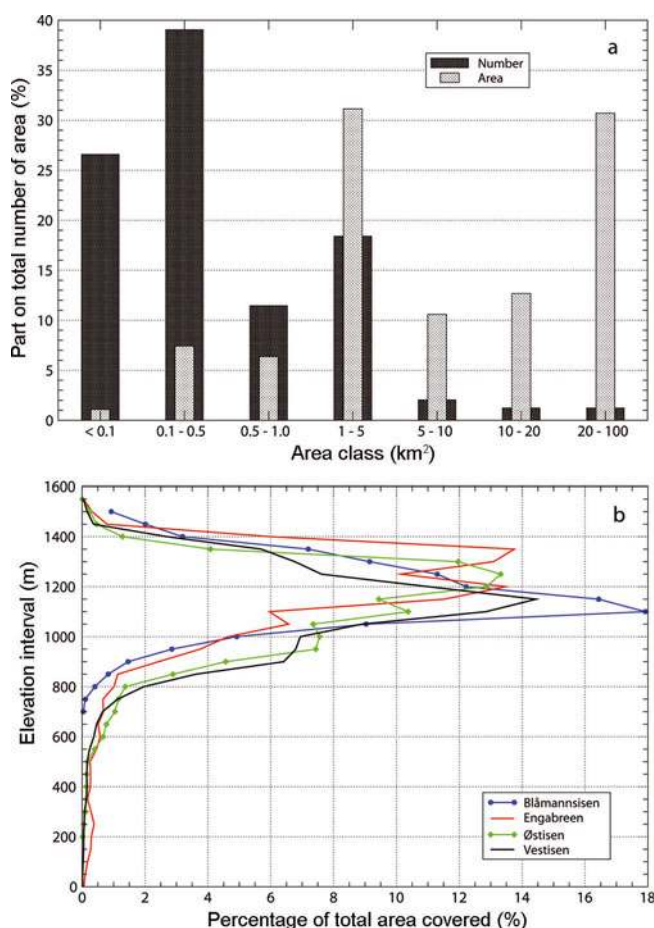 40
35
30
25
20
15
10
5
0
Part on total number of area (%)
a
Number
Area
< 0.1
0.1 - 0.5
0.5 - 1.0
1 - 5
5 - 10
10 - 20
20 - 100
Area class (km²)
1600
1400
1200
1000
800
600
400
200
0
Elevation interval (m)
b
Blåmannsisen
Engabreen
Østisen
Vestisen
0
2
4
6
8
10
12
14
16
18
Percentage of total area covered (%)